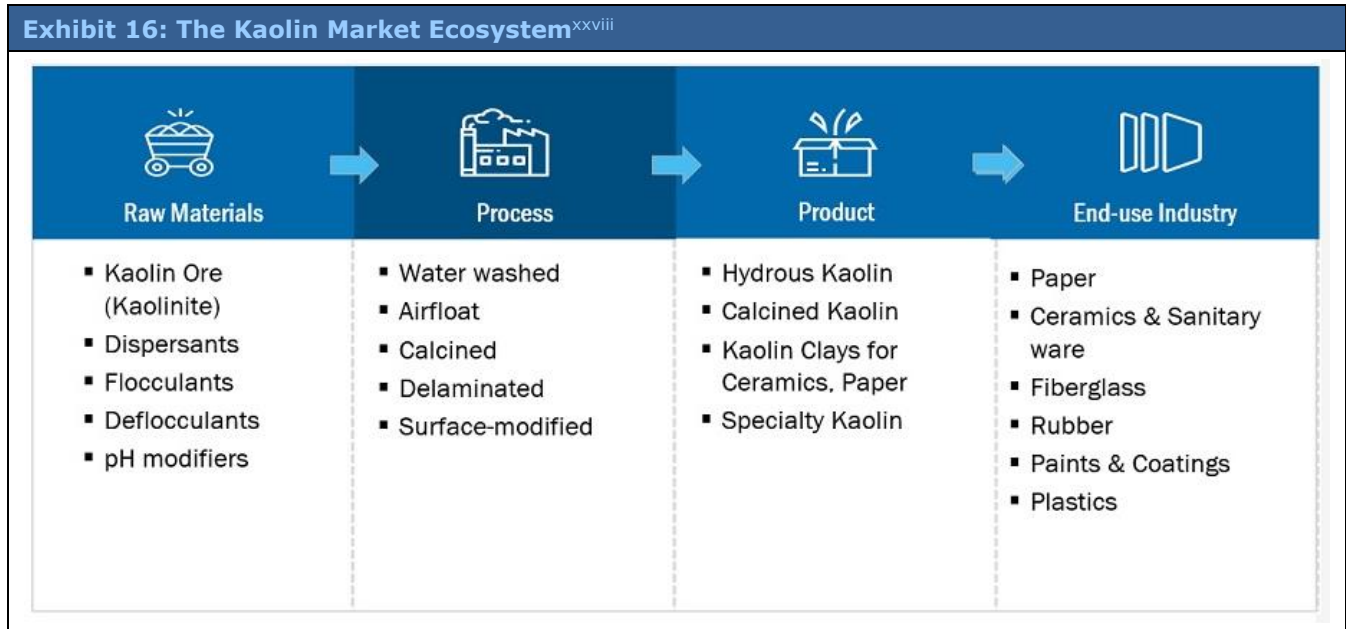 Exhibit 16: The Kaolin Market Ecosystemxxviii
Raw Materials
Process
Product
End-use Industry
▪ Kaolin Ore
(Kaolinite)
▪ Dispersants
▪ Flocculants
▪ Deflocculants
▪ pH modifiers
▪ Water washed
▪ Airfloat
▪ Calcined
▪ Delaminated
▪ Surface-modified
▪ Hydrous Kaolin
▪ Calcined Kaolin
▪ Kaolin Clays for
Ceramics, Paper
▪ Specialty Kaolin
▪ Paper
▪ Ceramics & Sanitary
ware
▪ Fiberglass
▪ Rubber
▪ Paints & Coatings
▪ Plastics